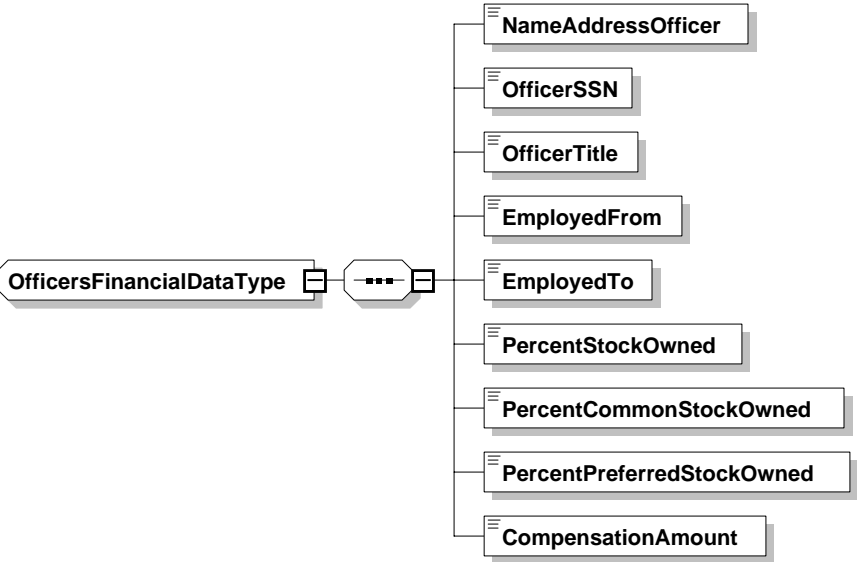 NameAddressOfficer
OfficerSSN
OfficerTitle
EmployedFrom
OfficersFinancialDataType
EmployedTo
PercentStockOwned
PercentCommonStockOwned
PercentPreferredStockOwned
CompensationAmount